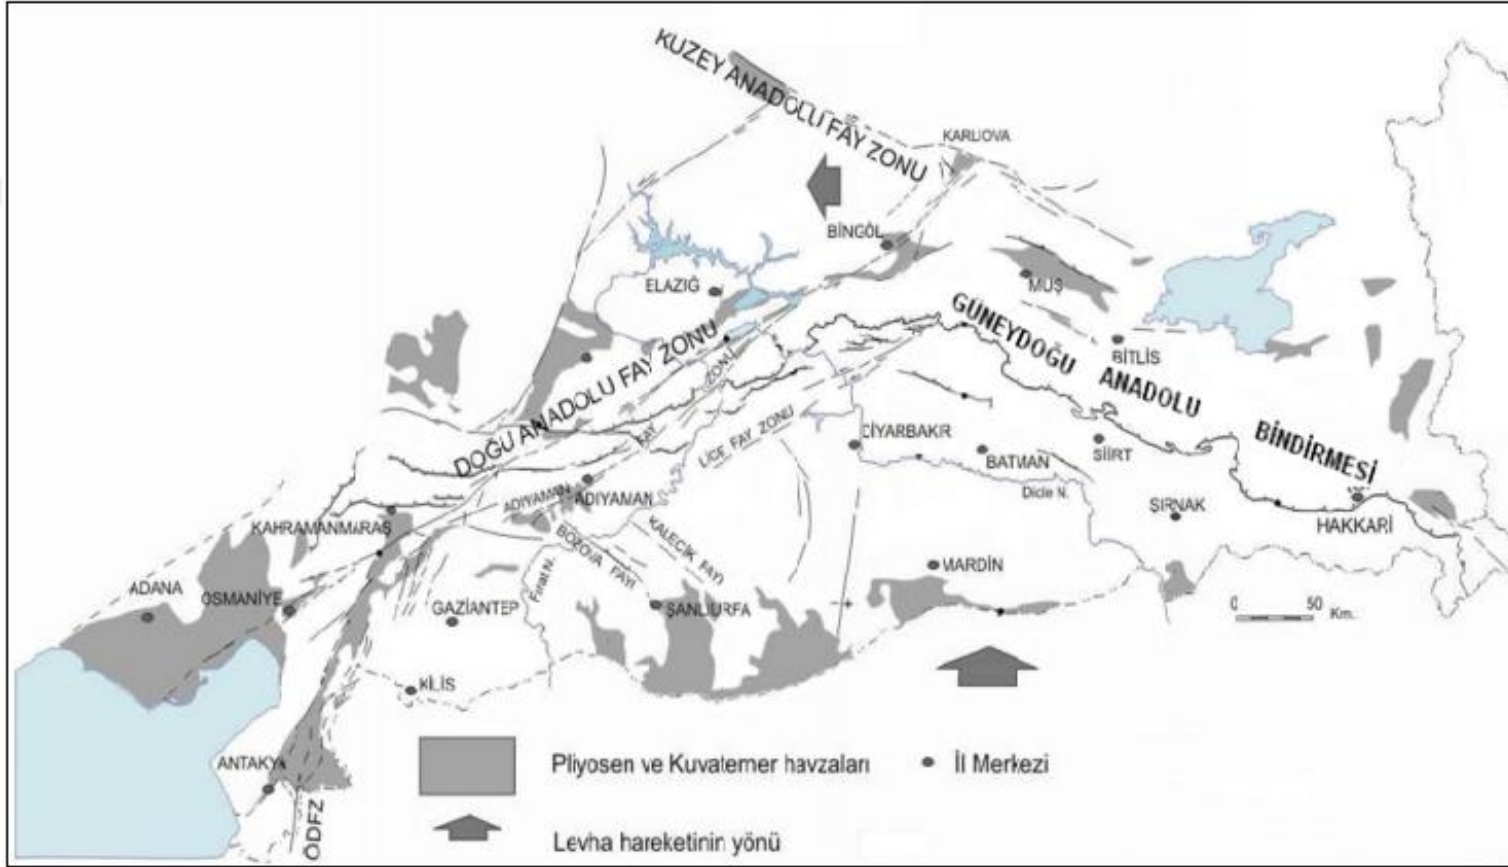 KUZEY ANADOLU FAY ZONU
KARLIOVA
BİNGÖL
ELAZIĞ
MUŞ
GÜNEYDOĞU ANADOLU BİNDİRMESİ
BİTLİS
DOĞU ANADOLU FAY ZONU
ADIYAMAN FAY ZONU
LİCE FAY ZONU
DİYARBAKIR
BATMAN
SİİRT
Dicle N.
ŞIRNAK
HAKKARİ
KAHRAMANMARAŞ
ADIYAMAN
BOZOVA FAYI
KALECİK FAYI
Fırat N.
MARDİN
ADANA
OSMANİYE
GAZİANTEP
ŞANLIURFA
0 50 Km.
KİLİS
ANTAKYA
ÖDFZ
Pliyosen ve Kuvaterner havzaları
İl Merkezi
Levha hareketinin yönü